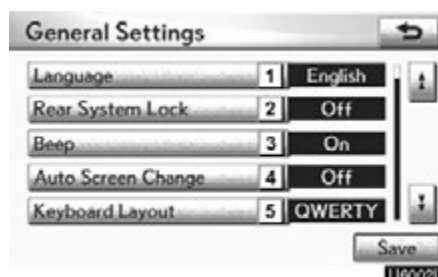 General Settings
Language 1 English
Rear System Lock 2 Off
Beep 3 On
Auto Screen Change 4 Off
Keyboard Layout 5 QWERTY
Save